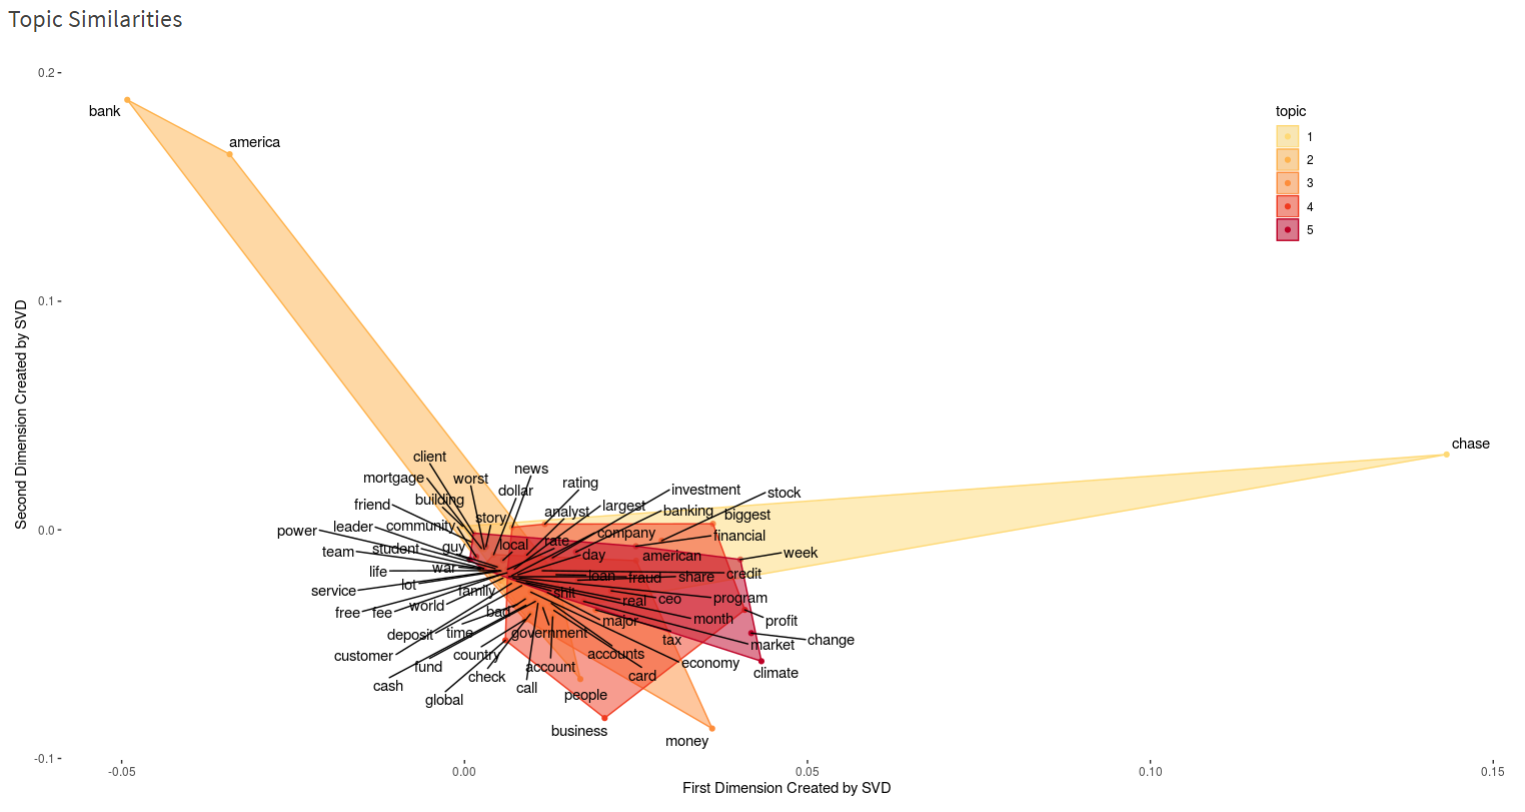 Topic Similarities
0.2
bank
america
topic
1
2
3
4
5
0.1
Second Dimension Created by SVD
chase
client
news
mortgage
worst
rating
dollar
investment
stock
building
friend
largest
analyst
banking
biggest
story
power
leader
community
company
financial
0.0
rate
local
guy
student
team
day
american
week
war
life
loan
fraud
share
credit
lot
service
family
shit
program
real
ceo
world
free
fee
bad
major
month
profit
deposit
time
government
tax
market
change
customer
country
accounts
economy
fund
account
card
climate
check
cash
call
people
global
business
money
-0.1
-0.05
0.00
0.05
0.10
0.15
First Dimension Created by SVD